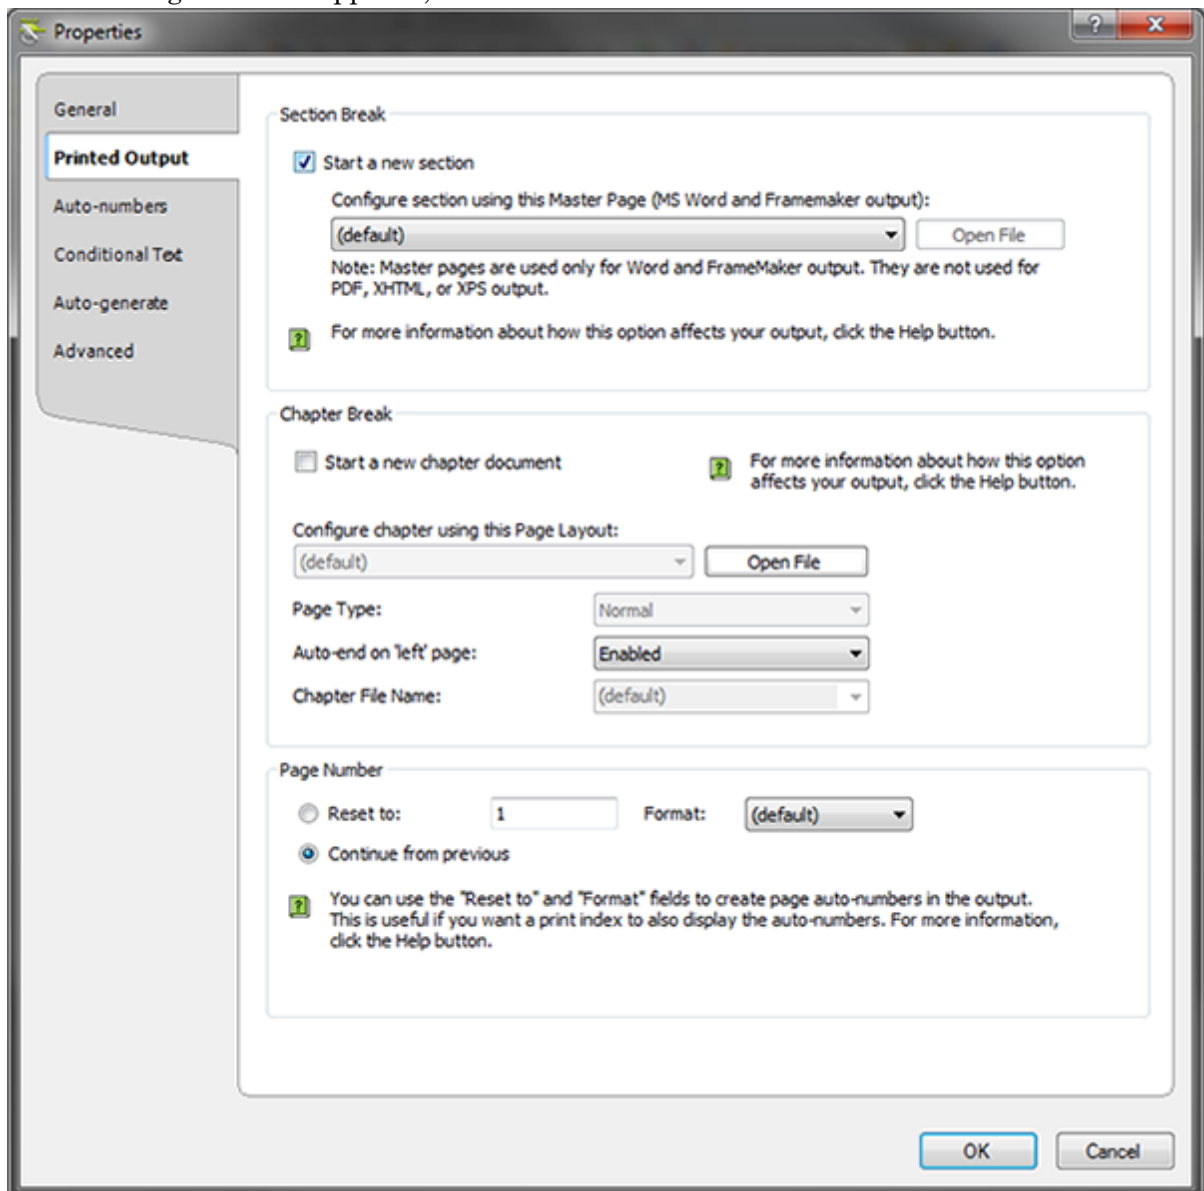 Properties
?
General
Printed Output
Auto-numbers
Conditional Text
Auto-generate
Advanced
Section Break
Start a new section
Configure section using this Master Page (MS Word and Framemaker output):
(default)
Open File
Note: Master pages are used only for Word and FrameMaker output. They are not used for
PDF, XHTML, or XPS output.
For more information about how this option affects your output, click the Help button.
Chapter Break
Start a new chapter document
For more information about how this option
affects your output, click the Help button.
Configure chapter using this Page Layout:
(default)
Open File
Page Type:
Normal
Auto-end on 'left' page:
Enabled
Chapter File Name:
(default)
Page Number
Reset to:
1
Format:
(default)
Continue from previous
You can use the "Reset to" and "Format" fields to create page auto-numbers in the output.
This is useful if you want a print index to also display the auto-numbers. For more information,
click the Help button.
OK
Cancel